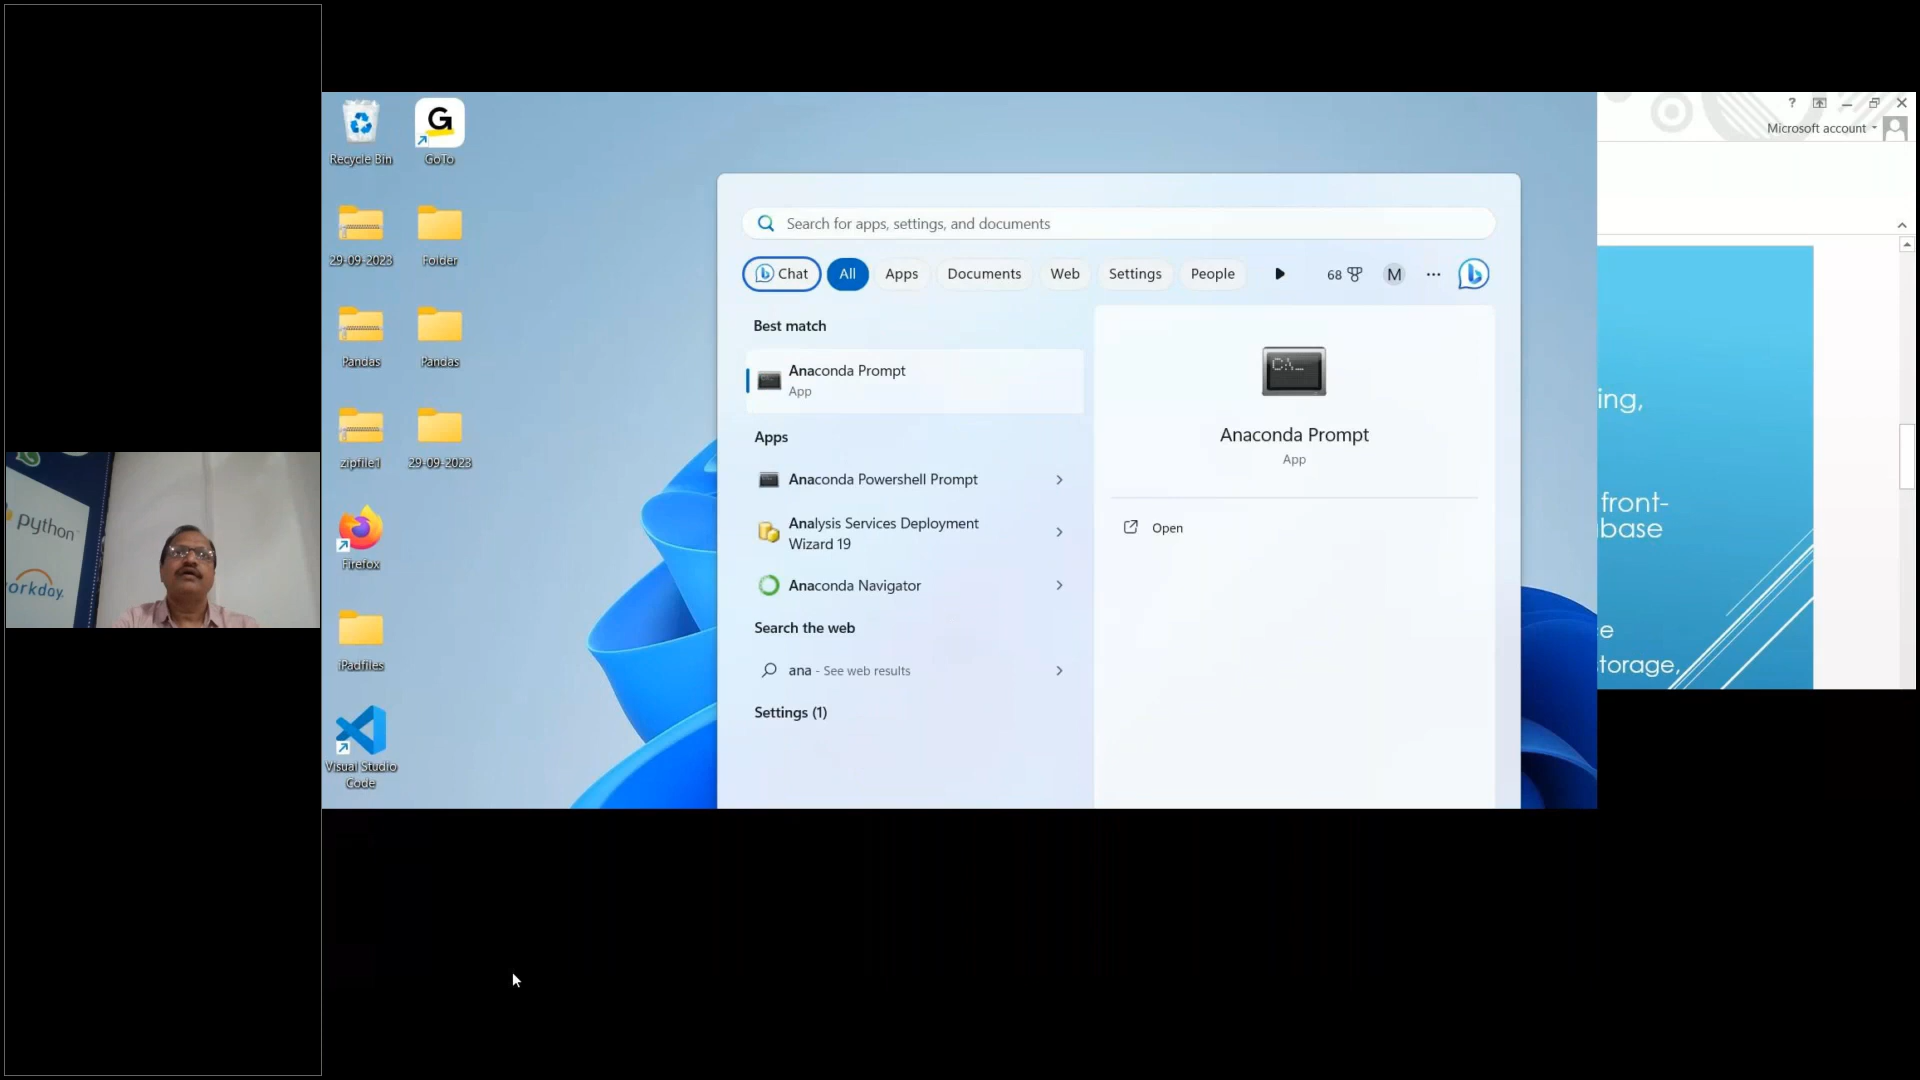 Recycle Bin
GoTo
29-09-2023
Folder
Pandas
Pandas
zipfile1
29-09-2023
Firefox
iPadfiles
Visual Studio
Code
python
orkday.
Search for apps, settings, and documents
Chat
All
Apps
Documents
Web
Settings
People
68
M
Best match
Anaconda Prompt
App
Apps
Anaconda Powershell Prompt
Analysis Services Deployment
Wizard 19
Anaconda Navigator
Search the web
ana - See web results
Settings (1)
C:\_
Anaconda Prompt
App
Open
?
Microsoft account
ing,
front-
base
e
torage,